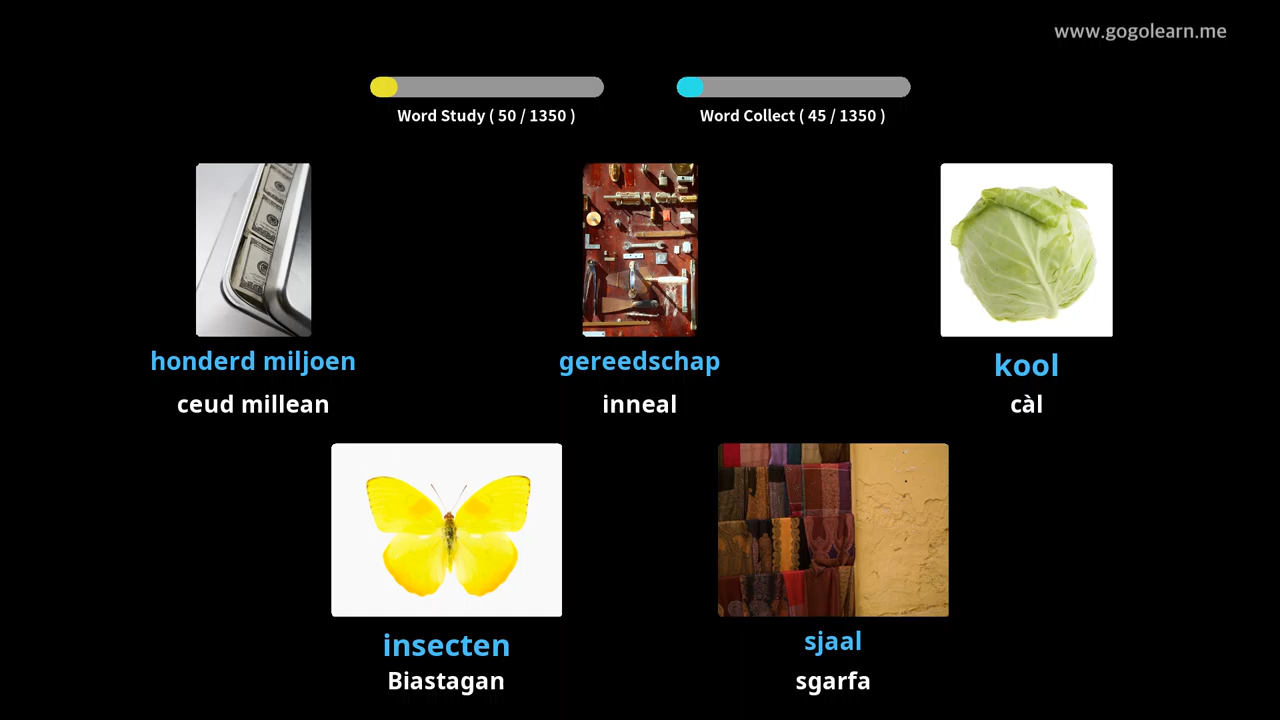 www.gogolearn.me
Word Study ( 50 / 1350 )
Word Collect ( 45 / 1350 )
honderd miljoen
ceud millean
gereedschap
inneal
kool
càl
insecten
Biastagan
sjaal
sgarfa